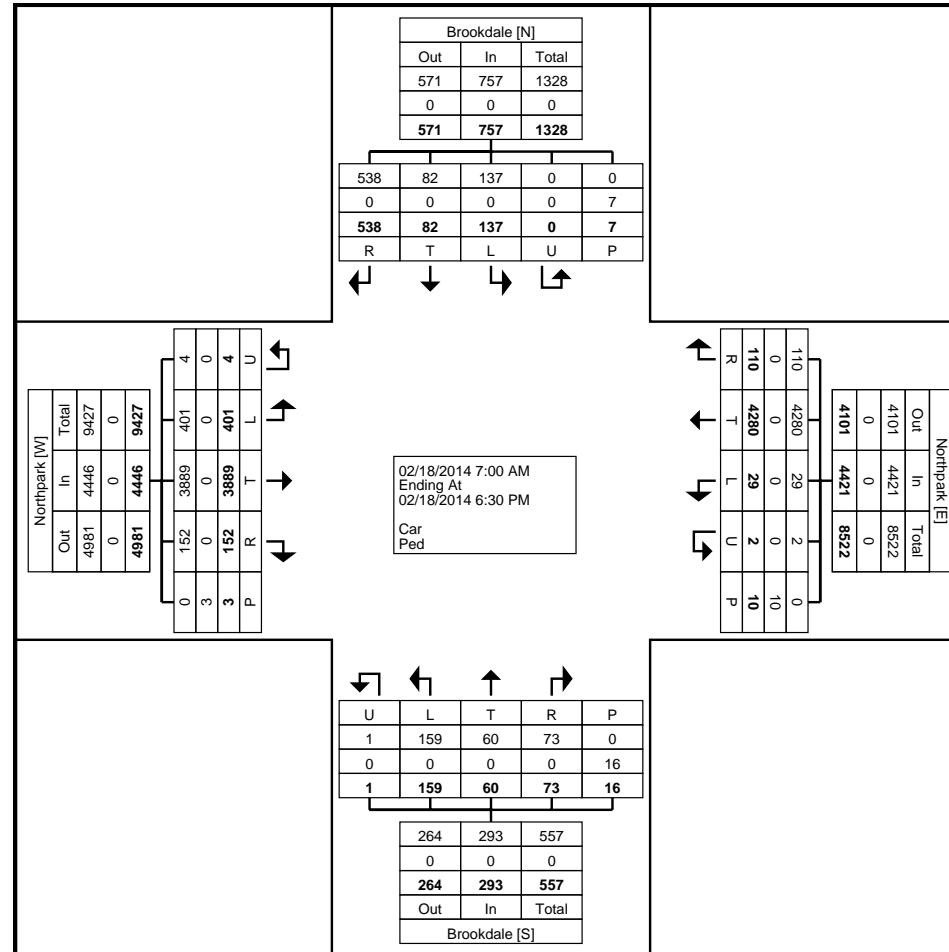 Brookdale [N]
Out In Total
571 757 1328
0 0 0
571 757 1328
538 82 137 0 0
0 0 0 0 7
538 82 137 0 7
R T L U P
Northpark [W]
Total In Out
9427 4446 4981
0 0 0
9427 4446 4981
4 401 3889 152 0
0 0 0 0 3
4 401 3889 152 3
U L T R P
02/18/2014 7:00 AM
Ending At
02/18/2014 6:30 PM
Car
Ped
R T L U P
110 4280 29 2 10
0 0 0 0 10
110 4280 29 2 0
4101 4421 8522
0 0 0
4101 4421 8522
Out In Total
Northpark [E]
U L T R P
1 159 60 73 0
0 0 0 0 16
1 159 60 73 16
264 293 557
0 0 0
264 293 557
Out In Total
Brookdale [S]